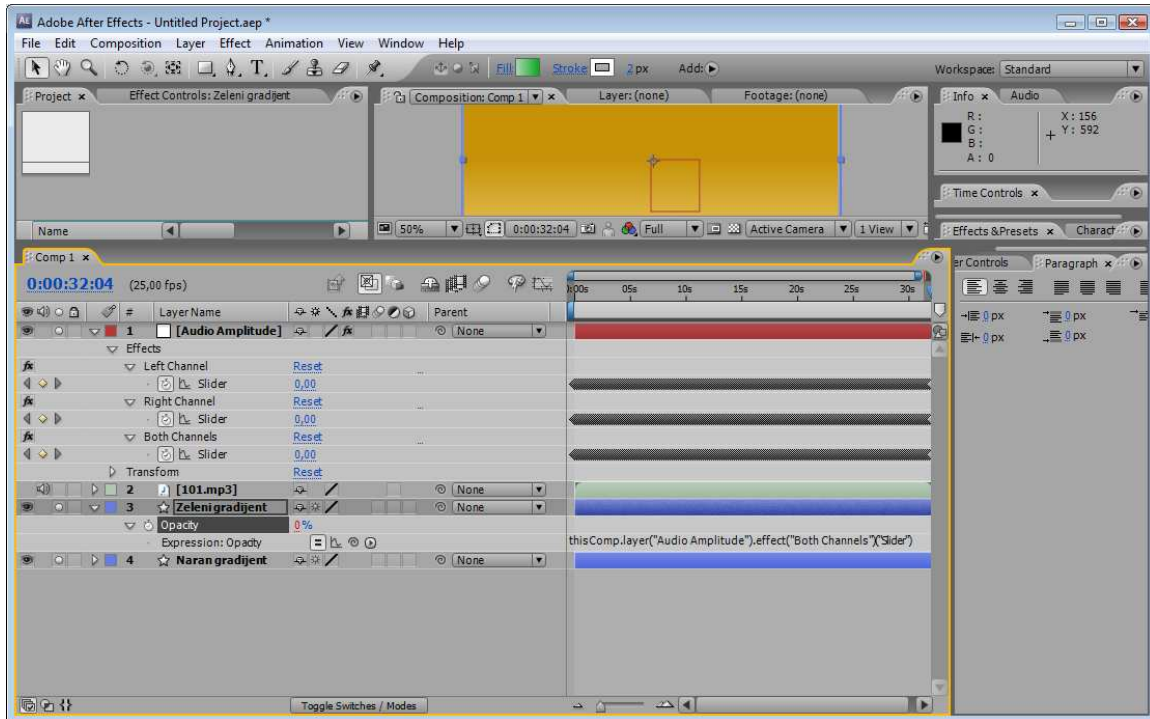 Adobe After Effects - Untitled Project.aep *
File Edit Composition Layer Effect Animation View Window Help
Fill Stroke 2 px Add: Workspace: Standard
Project Effect Controls: Zeleni gradijent Composition: Comp 1 Layer: (none) Footage: (none) Info Audio
R: X: 156
G: Y: 592
B:
A: 0
Time Controls
Name 50% 0:00:32:04 Full Active Camera 1 View Effects & Presets Charact
Comp 1 er Controls Paragraph
0:00:32:04 (25,00 fps) 00s 05s 10s 15s 20s 25s 30s
# Layer Name Parent 0 px 0 px
1 [Audio Amplitude] None 0 px 0 px
Effects
Left Channel Reset
Slider 0,00
Right Channel Reset
Slider 0,00
Both Channels Reset
Slider 0,00
Transform Reset
2 [101.mp3] None
3 Zeleni gradijent None
Opacity 0%
Expression: Opacity thisComp.layer("Audio Amplitude").effect("Both Channels")("Slider")
4 Naran gradijent None
Toggle Switches / Modes